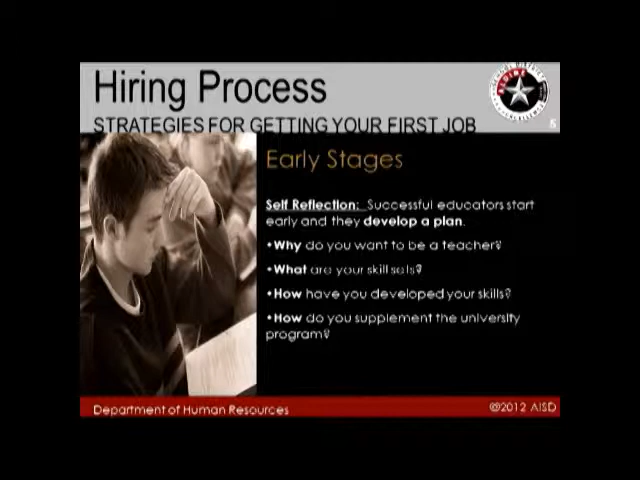 Hiring Process
STRATEGIES FOR GETTING YOUR FIRST JOB
5
Early Stages
Self Reflection: Successful educators start
early and they develop a plan.
•Why do you want to be a teacher?
•What are your skill sets?
•How have you developed your skills?
•How do you supplement the university
program?
Department of Human Resources
©2012 AISD